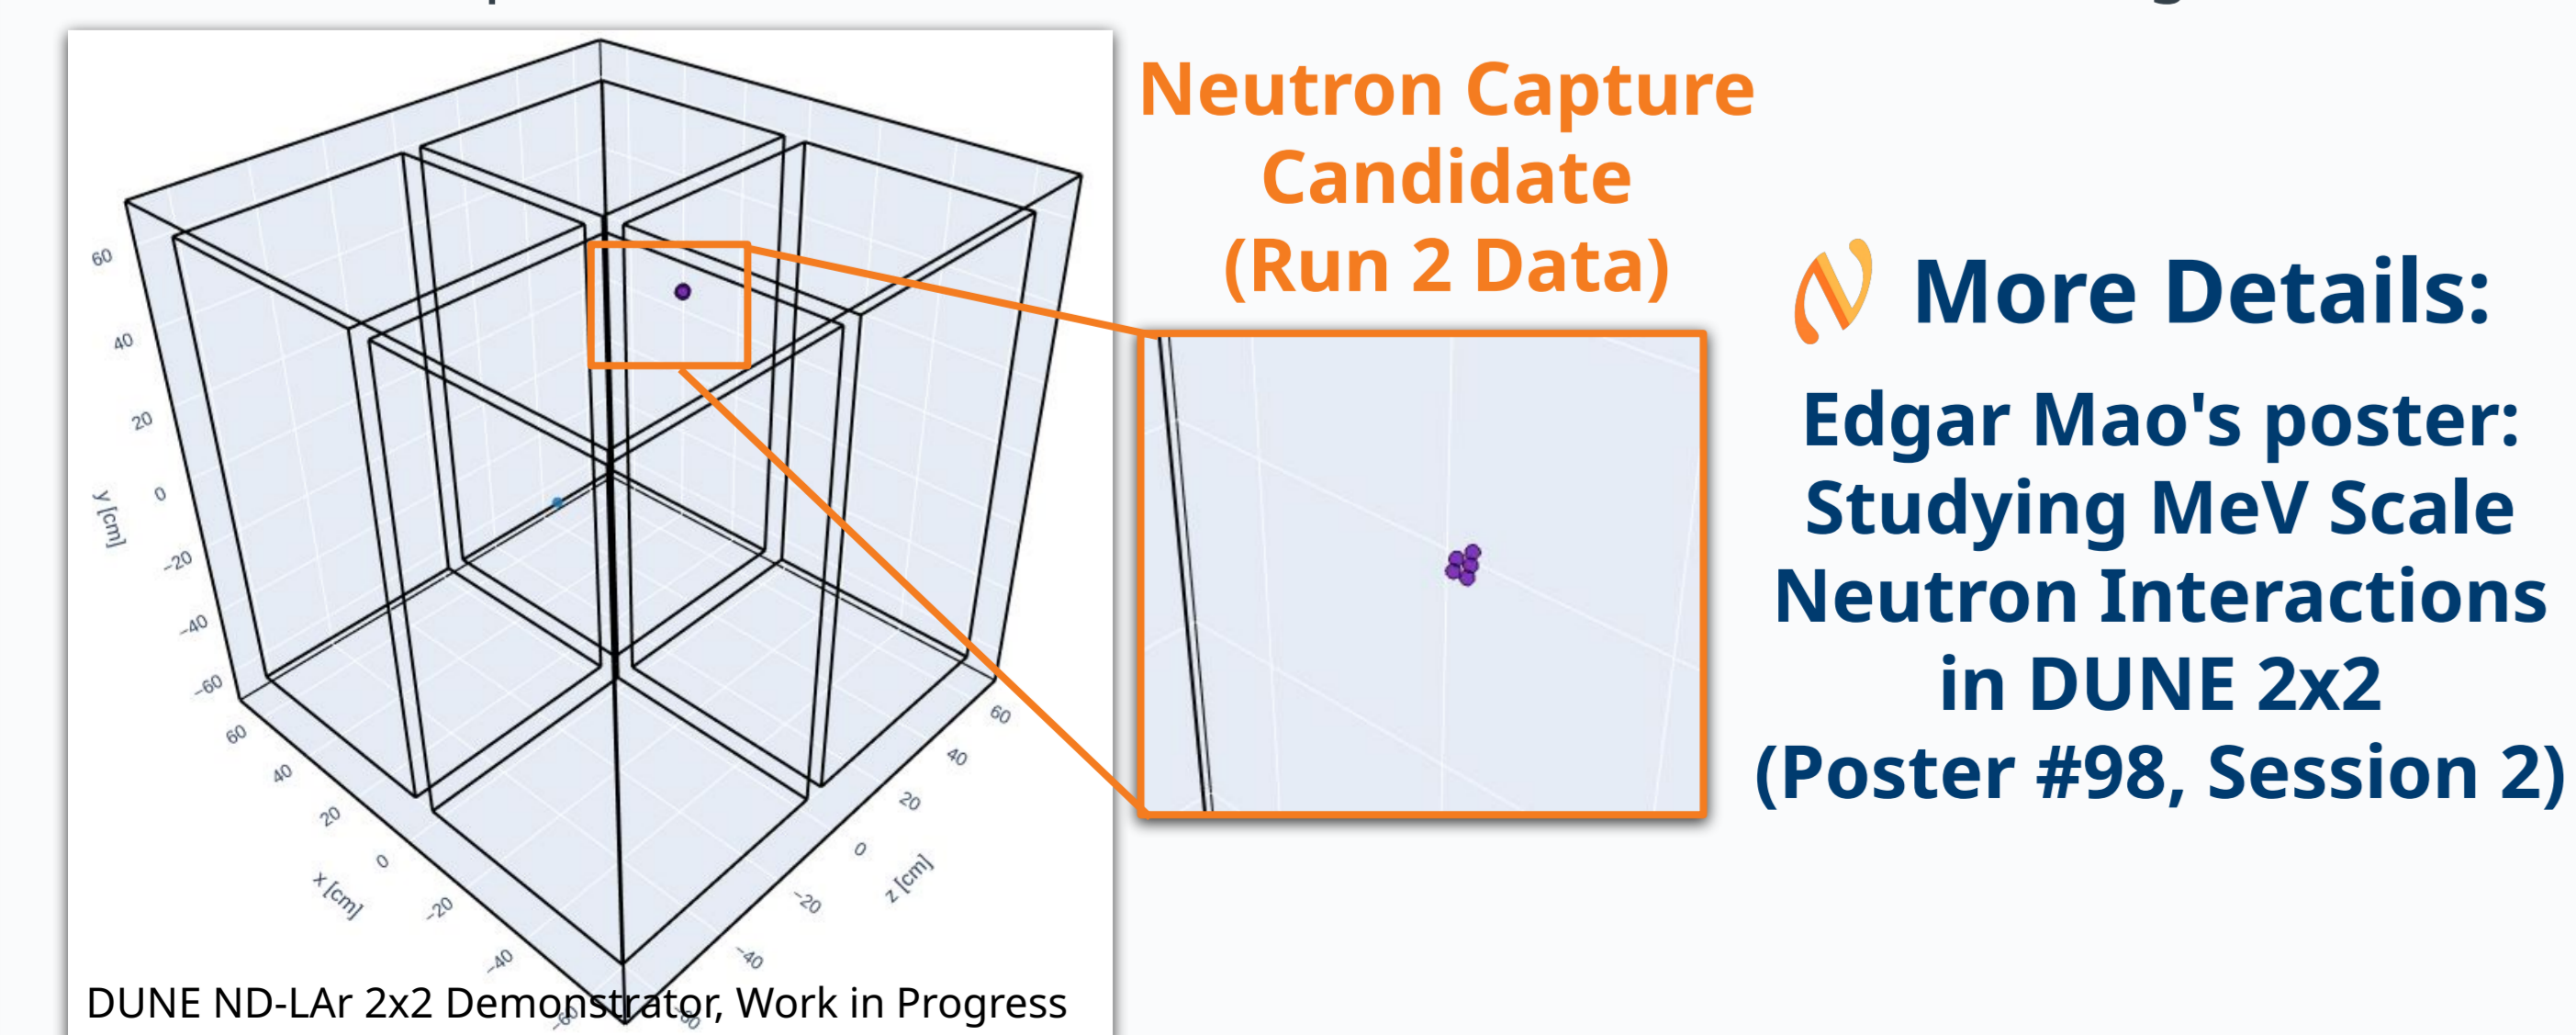 Neutron Capture
Candidate
(Run 2 Data)
More Details:
Edgar Mao's poster:
Studying MeV Scale
Neutron Interactions
in DUNE 2x2
(Poster #98, Session 2)
60
40
20
0
−20
−40
−60
y [cm]
60
40
20
0
−20
−40
−60
x [cm]
60
40
20
0
−20
−40
z [cm]
DUNE ND-LAr 2x2 Demonstrator, Work in Progress